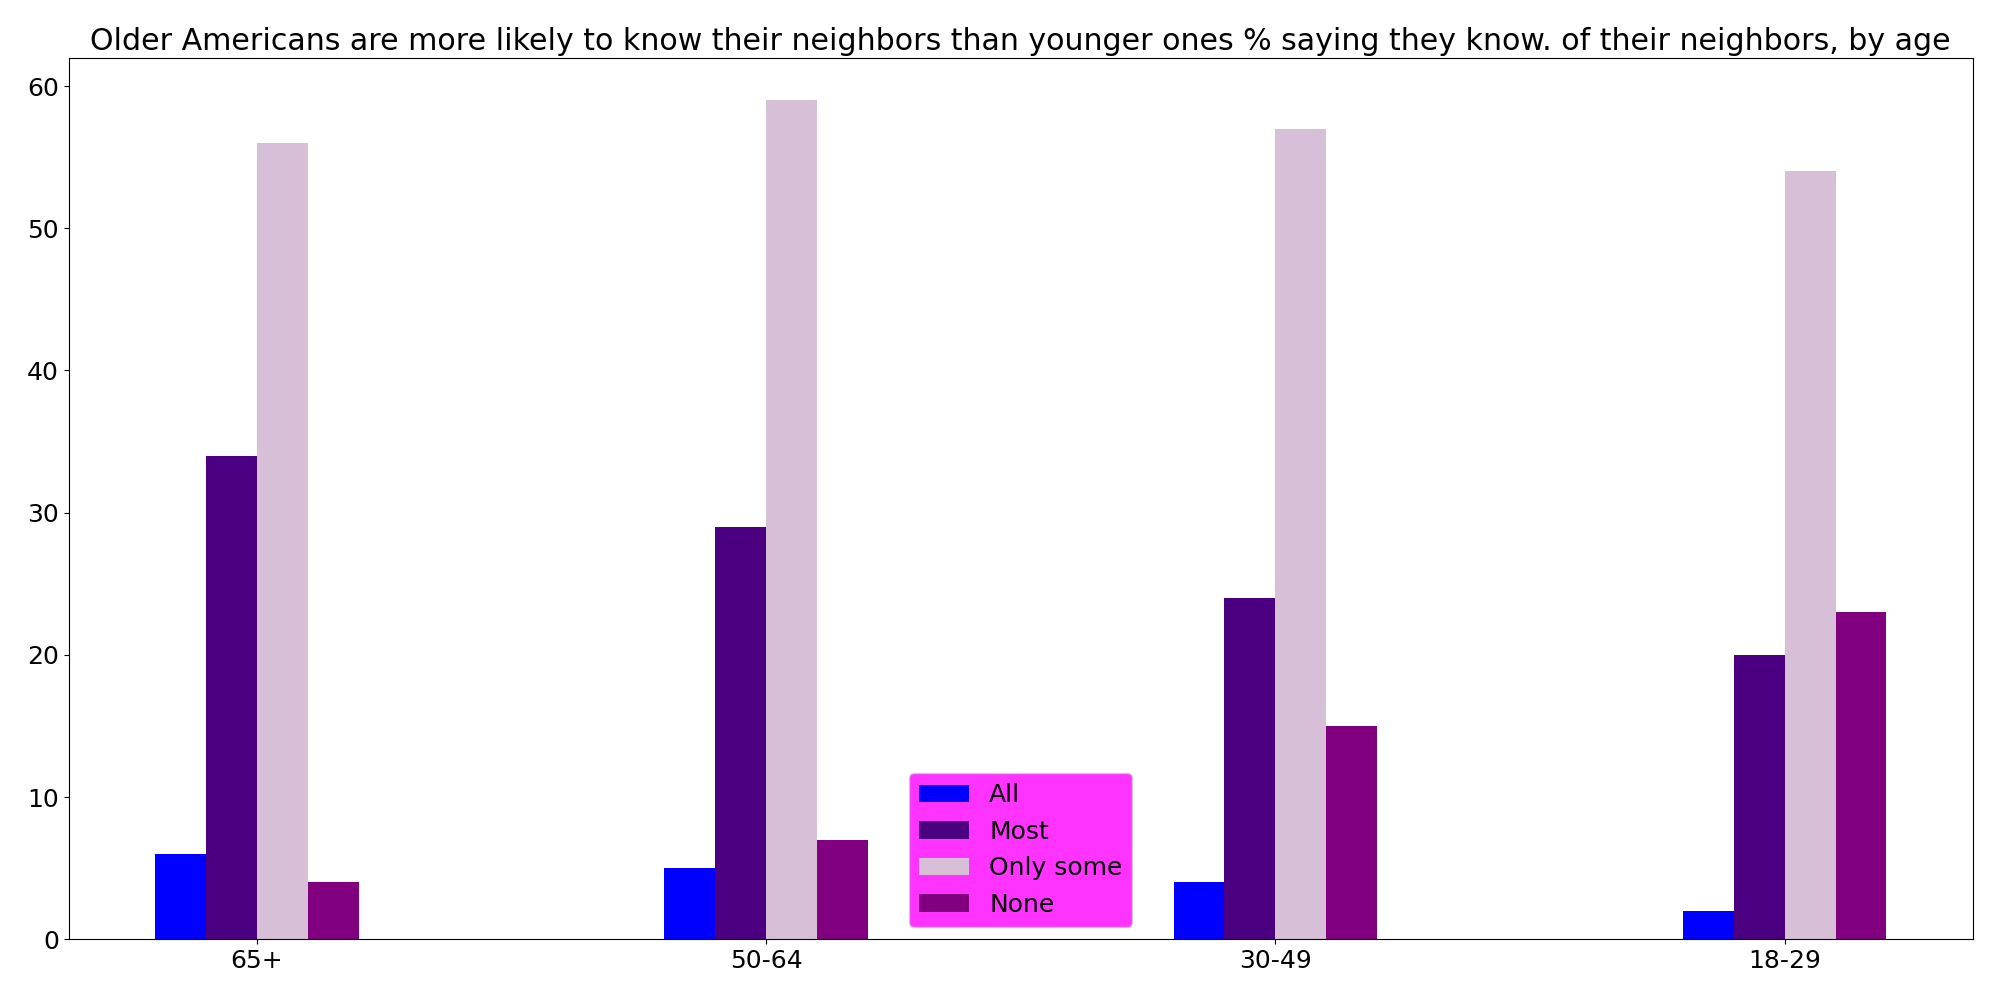 Older Americans are more likely to know their neighbors than younger ones % saying they know. of their neighbors, by age
60
50
40
30
20
10
0
All
Most
Only some
None
65+
50-64
30-49
18-29